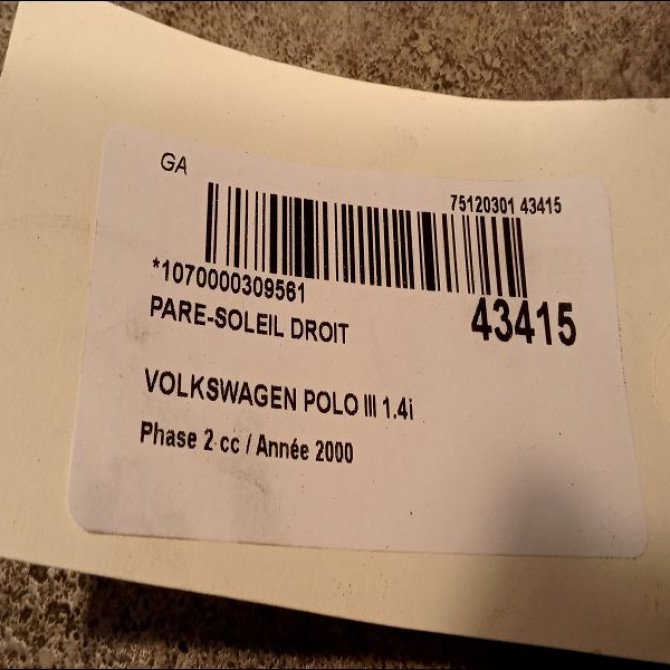 GA
75120301 43415
*1070000309561
43415
PARE-SOLEIL DROIT
VOLKSWAGEN POLO III 1.4i
Phase 2 cc / Année 2000